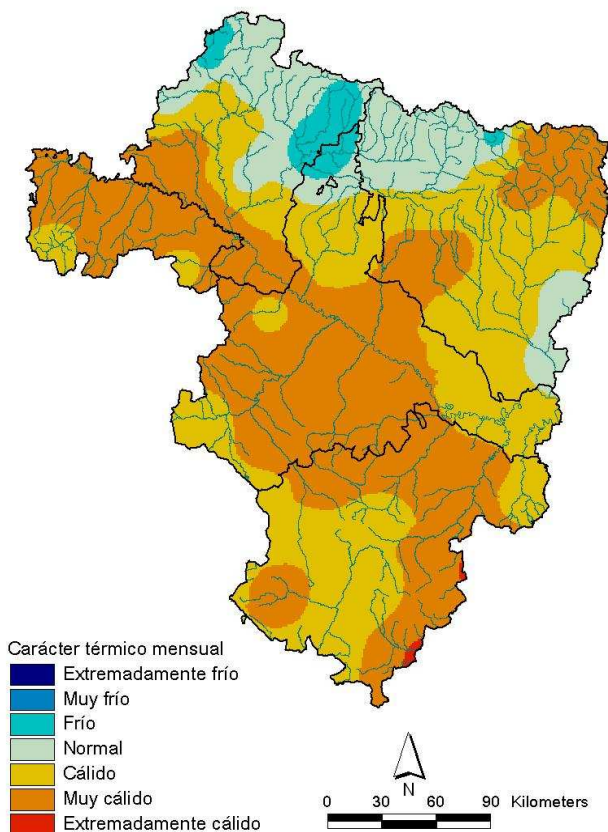 Carácter térmico mensual
Extremadamente frío
Muy frío
Frío
Normal
Cálido
Muy cálido
Extremadamente cálido
N
0 30 60 90 Kilometers